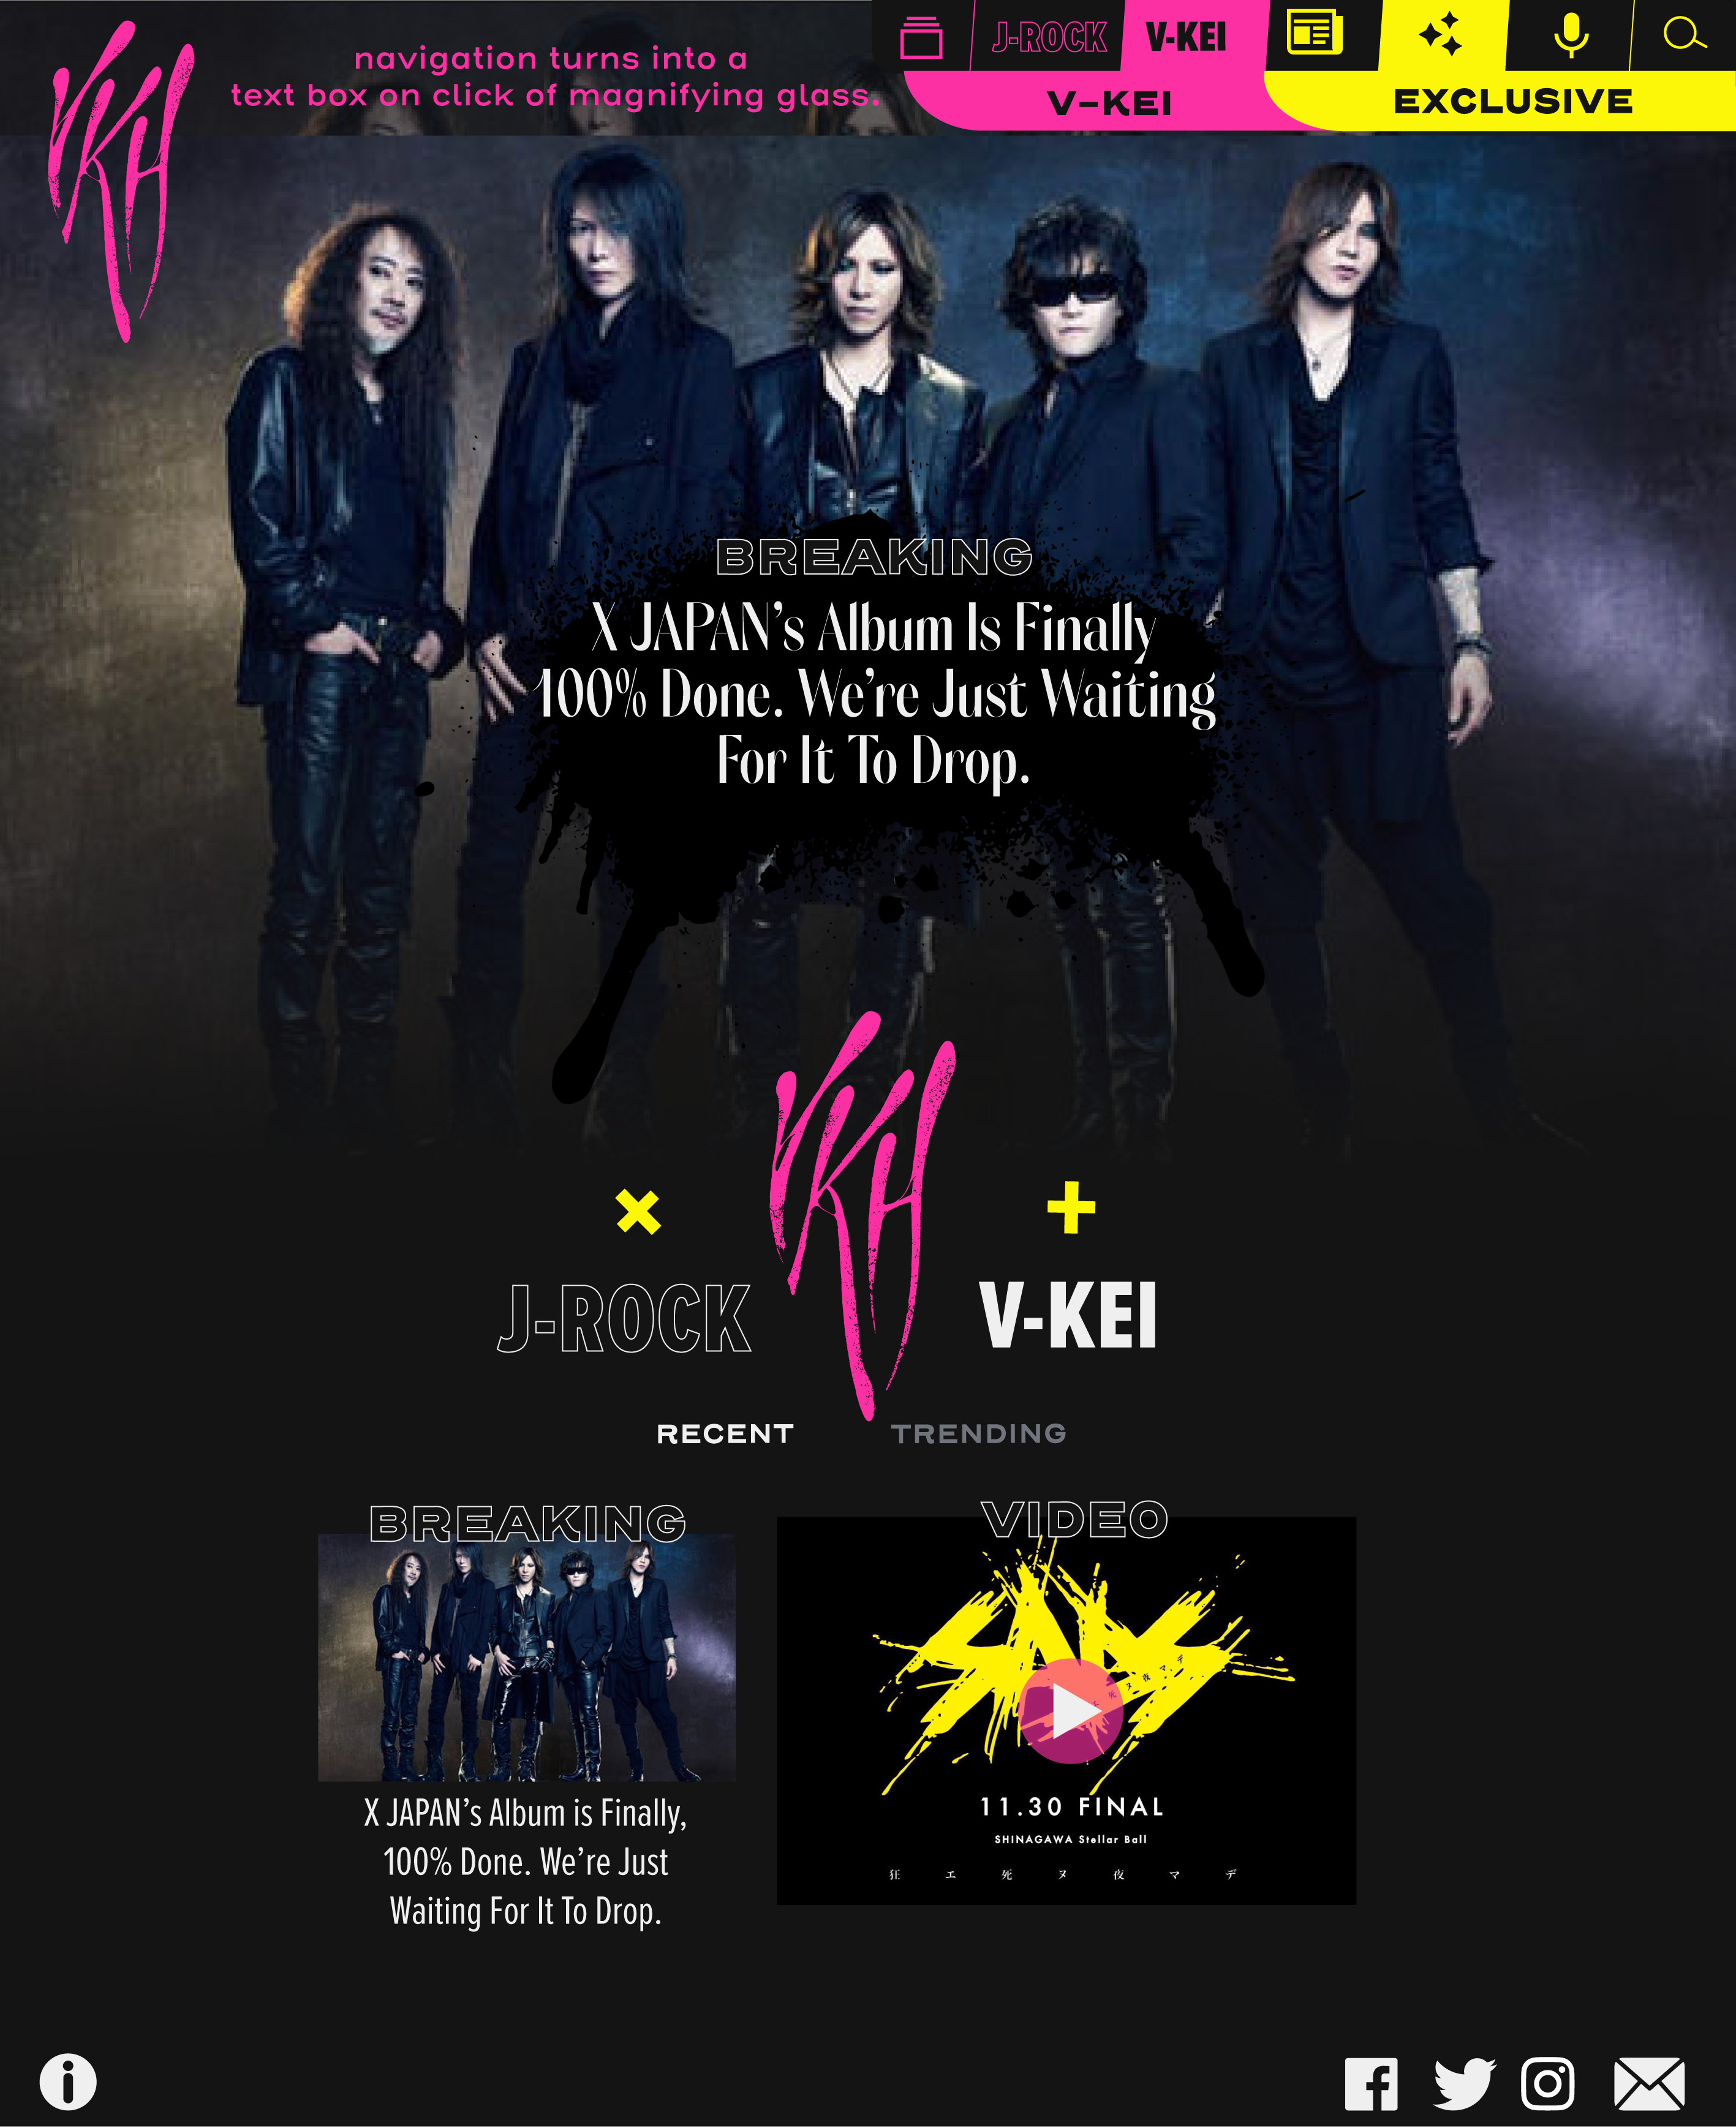 VKH
navigation turns into a
text box on click of magnifying glass.
J-ROCK
V-KEI
V-KEI
EXCLUSIVE
BREAKING
X JAPAN’s Album Is Finally
100% Done. We’re Just Waiting
For It To Drop.
VKH
J-ROCK
V-KEI
RECENT
TRENDING
BREAKING
X JAPAN’s Album is Finally,
100% Done. We’re Just
Waiting For It To Drop.
VIDEO
11.30 FINAL
SHINAGAWA Stellar Ball
狂エ死ヌ夜マデ